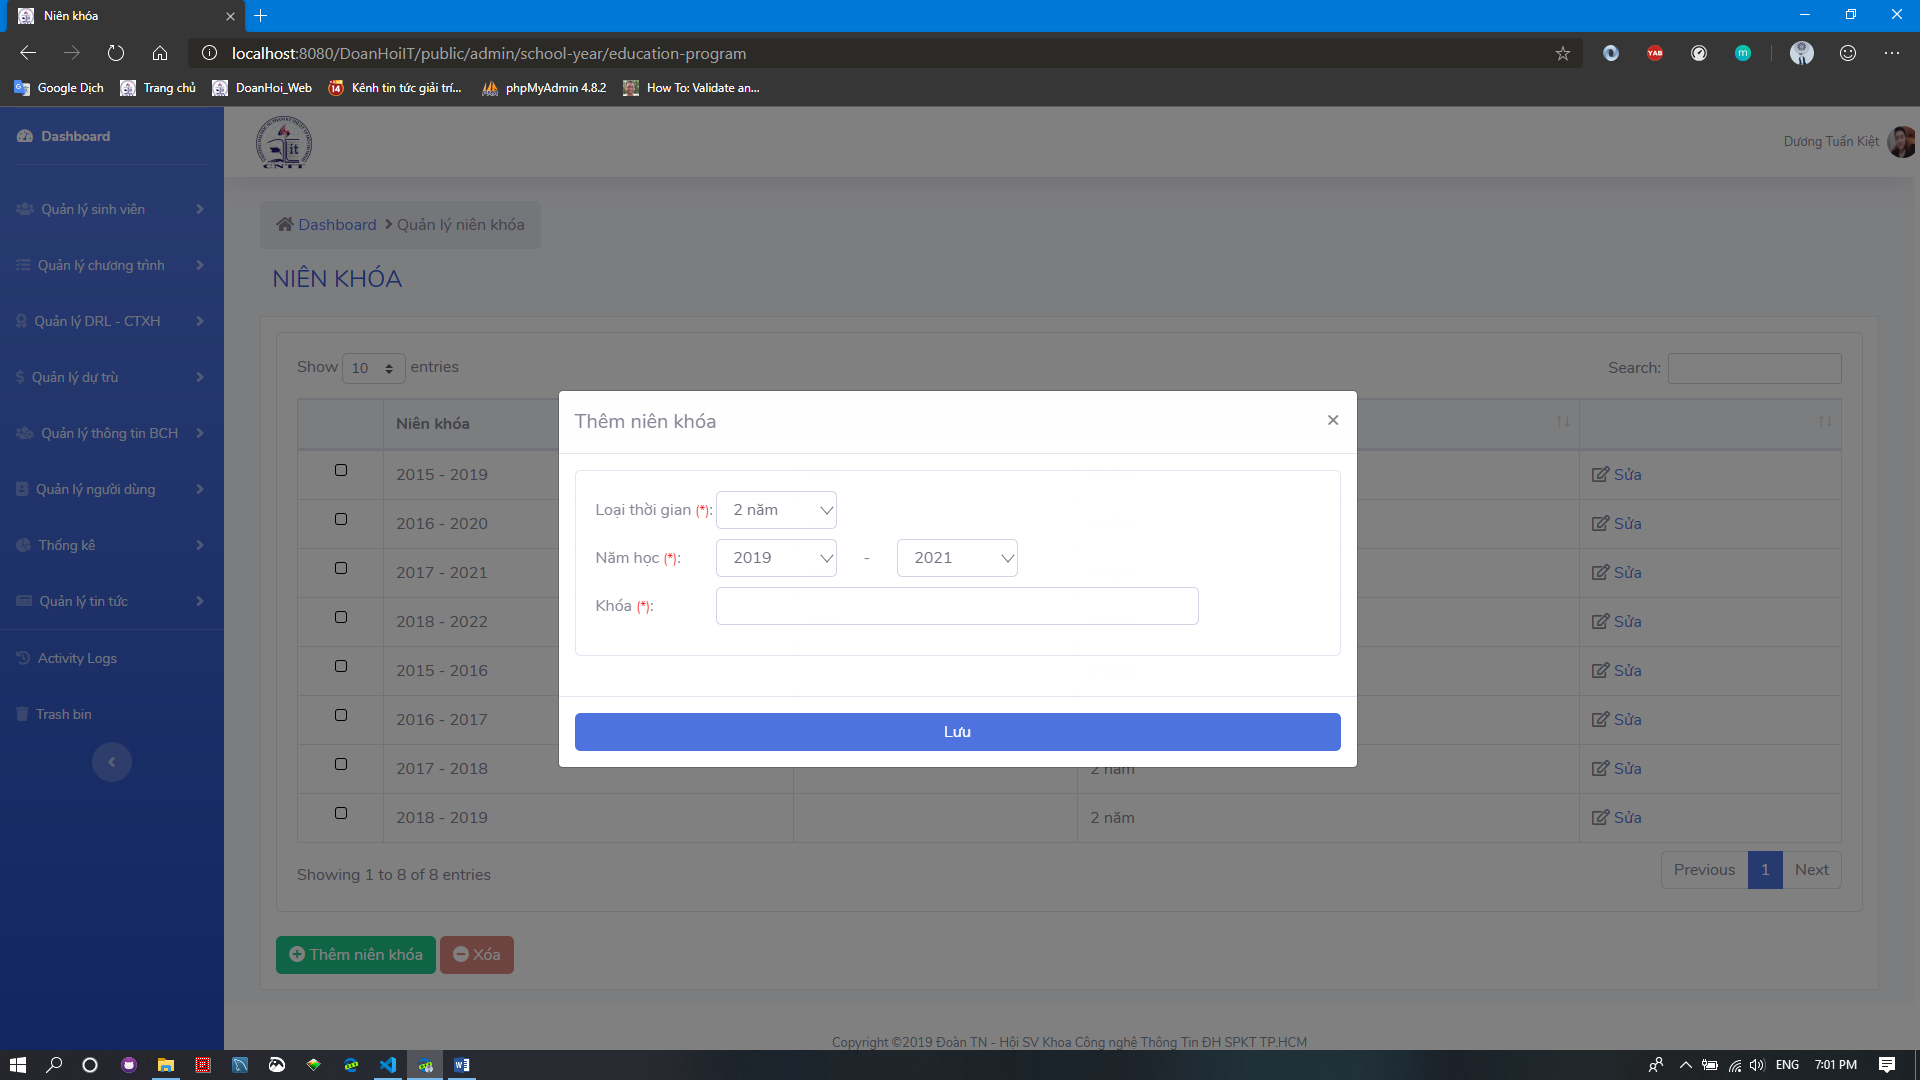 Niên khóa
localhost:8080/DoanHoiIT/public/admin/school-year/education-program
YAB
m
Google Dịch
Trang chủ
DoanHoi_Web
14
Kênh tin tức giải trí...
phpMyAdmin 4.8.2
How To: Validate an...
Dashboard
Quản lý sinh viên
Quản lý chương trình
Quản lý DRL - CTXH
Quản lý dự trù
Quản lý thông tin BCH
Quản lý người dùng
Thống kê
Quản lý tin tức
Activity Logs
Trash bin
it
CNTT
Dương Tuấn Kiệt
Dashboard > Quản lý niên khóa
NIÊN KHÓA
Show 10 entries
Search:
Niên khóa
2015 - 2019 Sửa
2016 - 2020 Sửa
2017 - 2021 Sửa
2018 - 2022 Sửa
2015 - 2016 Sửa
2016 - 2017 Sửa
2017 - 2018 2 năm Sửa
2018 - 2019 2 năm Sửa
Showing 1 to 8 of 8 entries
Previous 1 Next
Thêm niên khóa
Xóa
Thêm niên khóa
×
Loại thời gian (*): 2 năm
Năm học (*): 2019 - 2021
Khóa (*):
Lưu
Copyright ©2019 Đoàn TN - Hội SV Khoa Công nghệ Thông Tin ĐH SPKT TP.HCM
ENG
7:01 PM